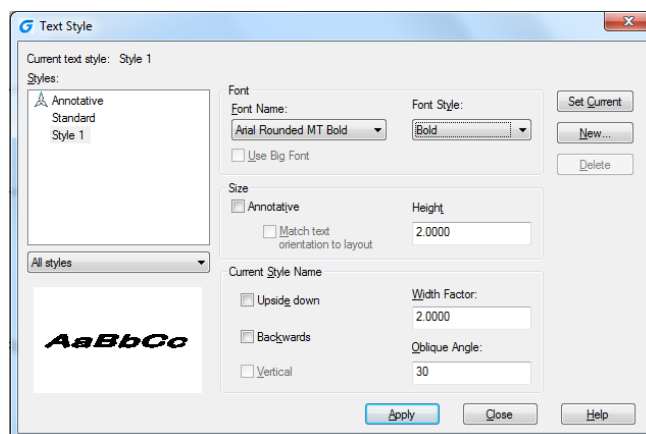 Text Style
Current text style: Style 1
Styles:
Annotative
Standard
Style 1
All styles
AaBbCc
Font
Font Name:
Arial Rounded MT Bold
Use Big Font
Font Style:
Bold
Size
Annotative
Match text
orientation to layout
Height
2.0000
Current Style Name
Upside down
Backwards
Vertical
Width Factor:
2.0000
Oblique Angle:
30
Set Current
New...
Delete
Apply
Close
Help